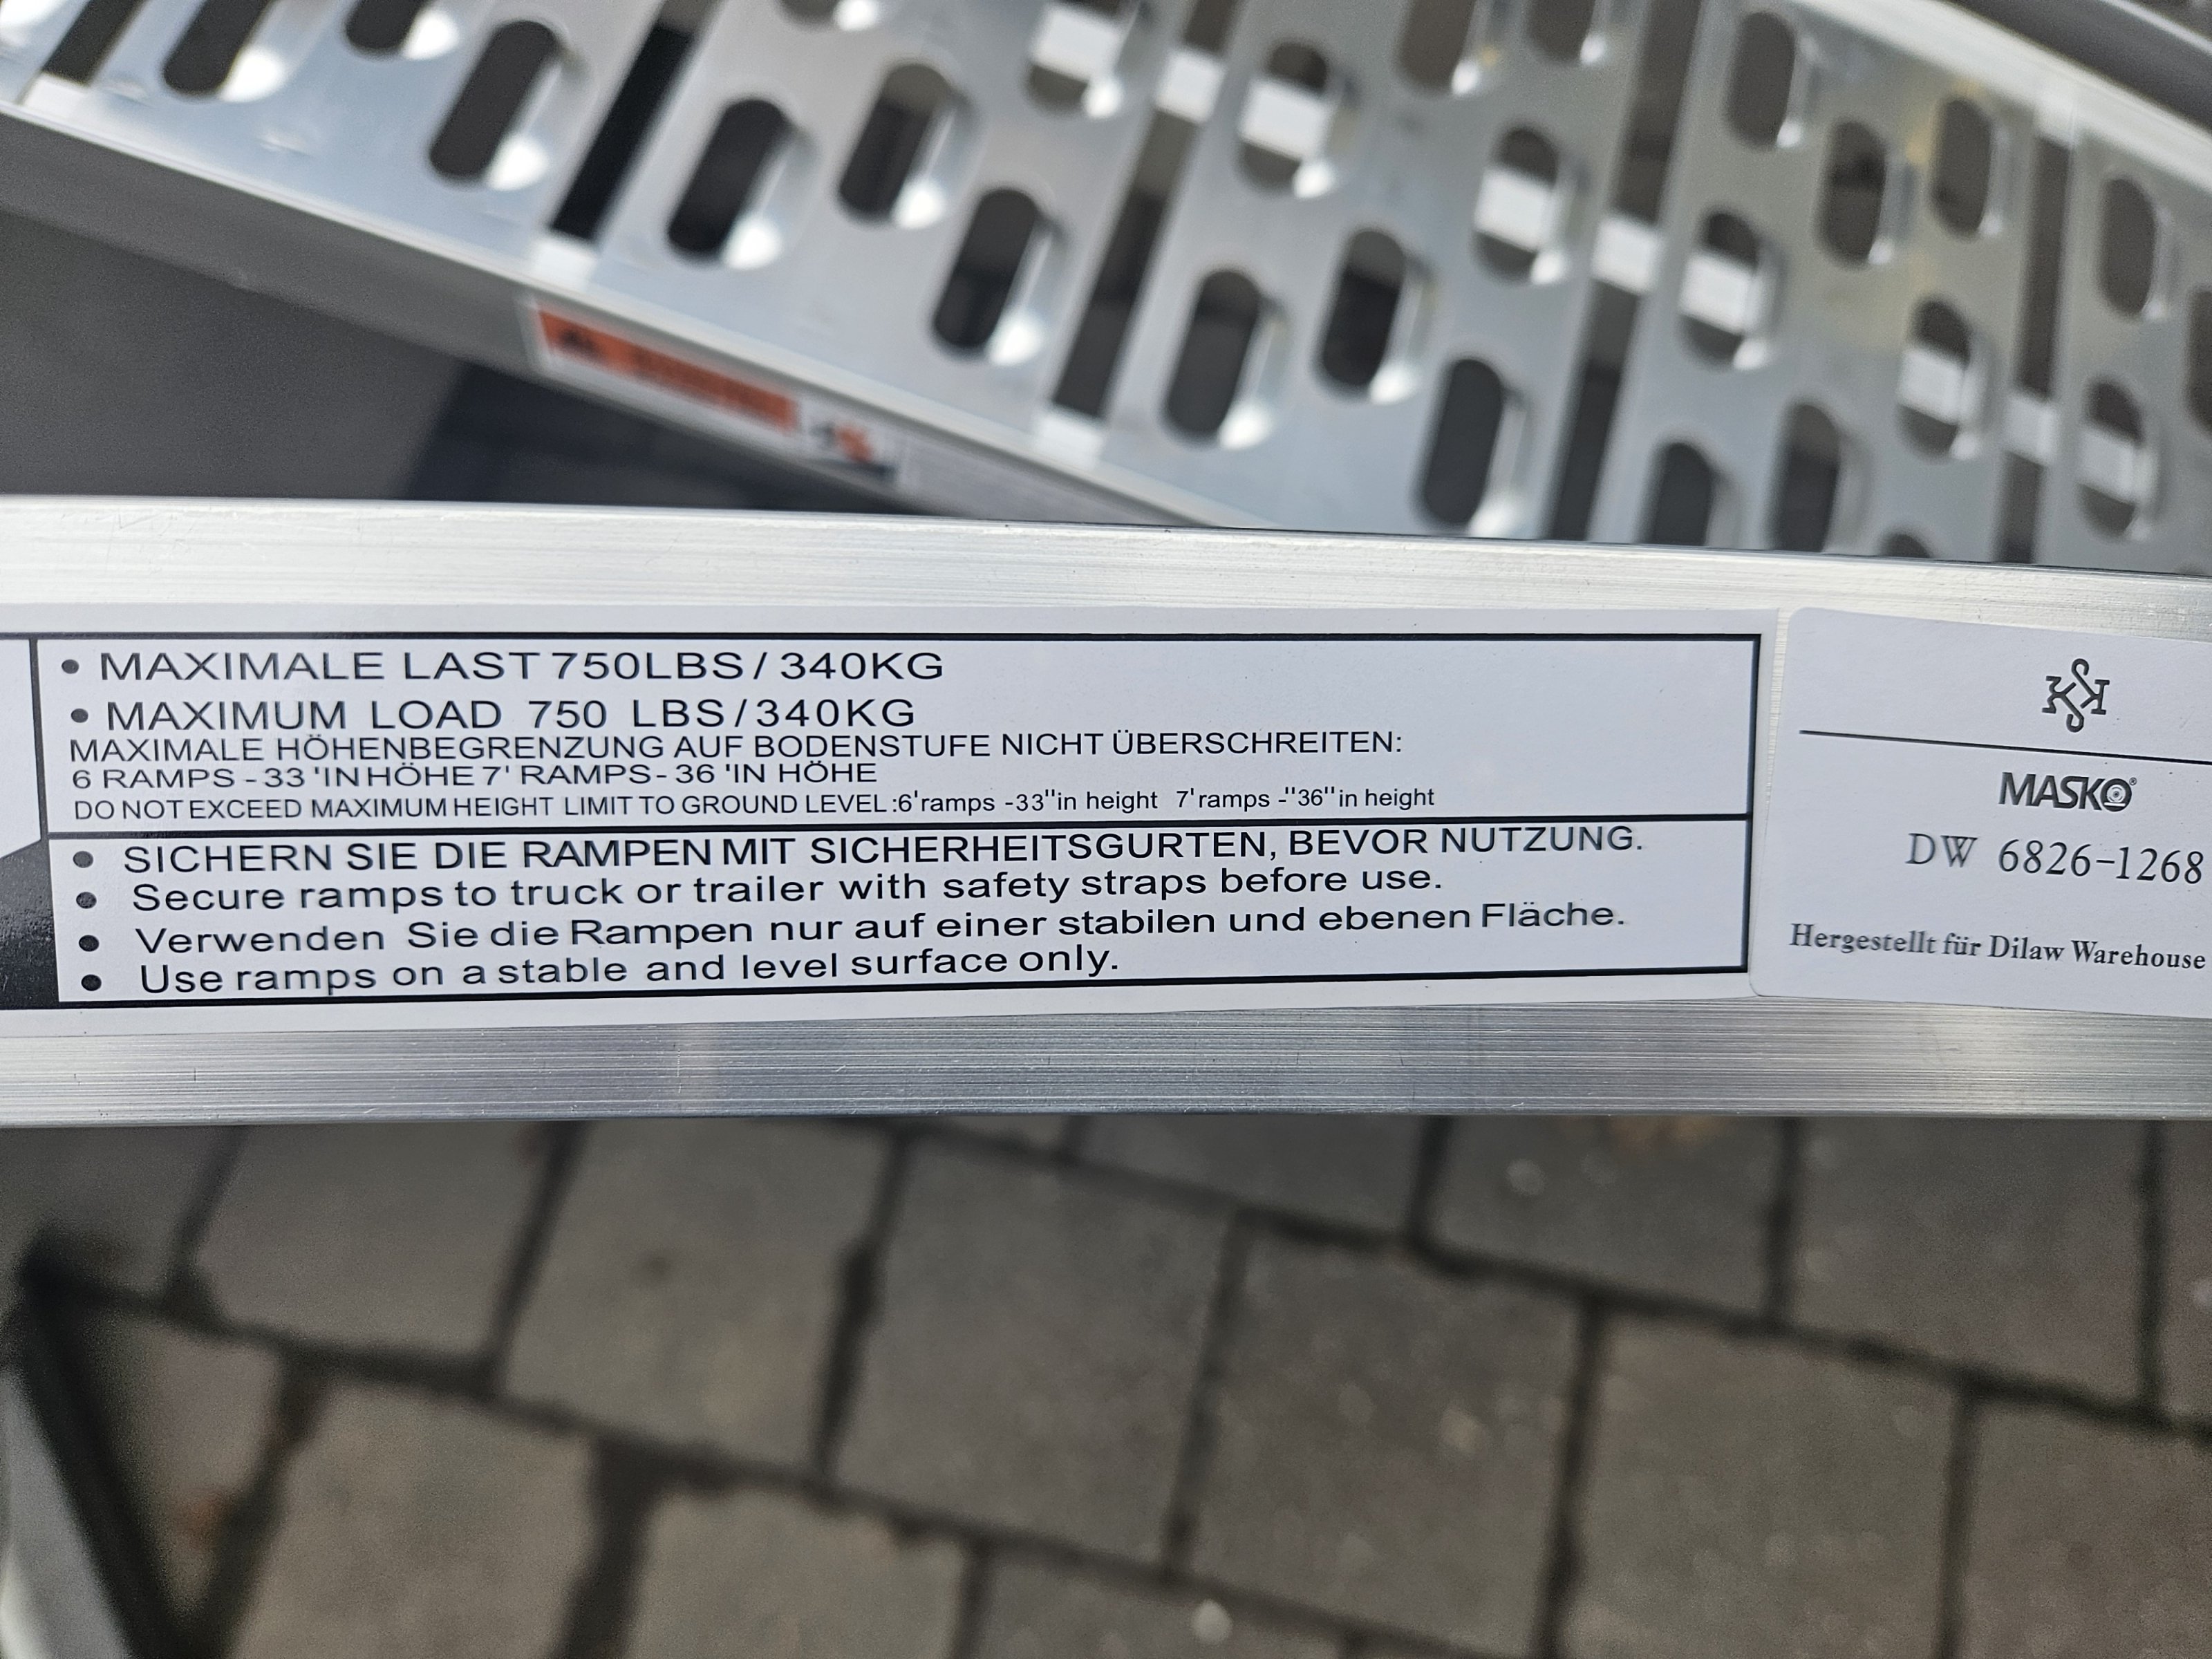 • MAXIMALE LAST 750LBS / 340KG
• MAXIMUM LOAD 750 LBS/340KG
MAXIMALE HÖHENBEGRENZUNG AUF BODENSTUFE NICHT ÜBERSCHREITEN:
6 RAMPS - 33 'IN HÖHE 7' RAMPS - 36 'IN HÖHE
DO NOT EXCEED MAXIMUM HEIGHT LIMIT TO GROUND LEVEL:6'ramps -33"in height 7'ramps -"36"in height
• SICHERN SIE DIE RAMPEN MIT SICHERHEITSGURTEN, BEVOR NUTZUNG.
• Secure ramps to truck or trailer with safety straps before use.
• Verwenden Sie die Rampen nur auf einer stabilen und ebenen Fläche.
• Use ramps on a stable and level surface only.
MASKO®
DW 6826-1268
Hergestellt für Dilaw Warehouse